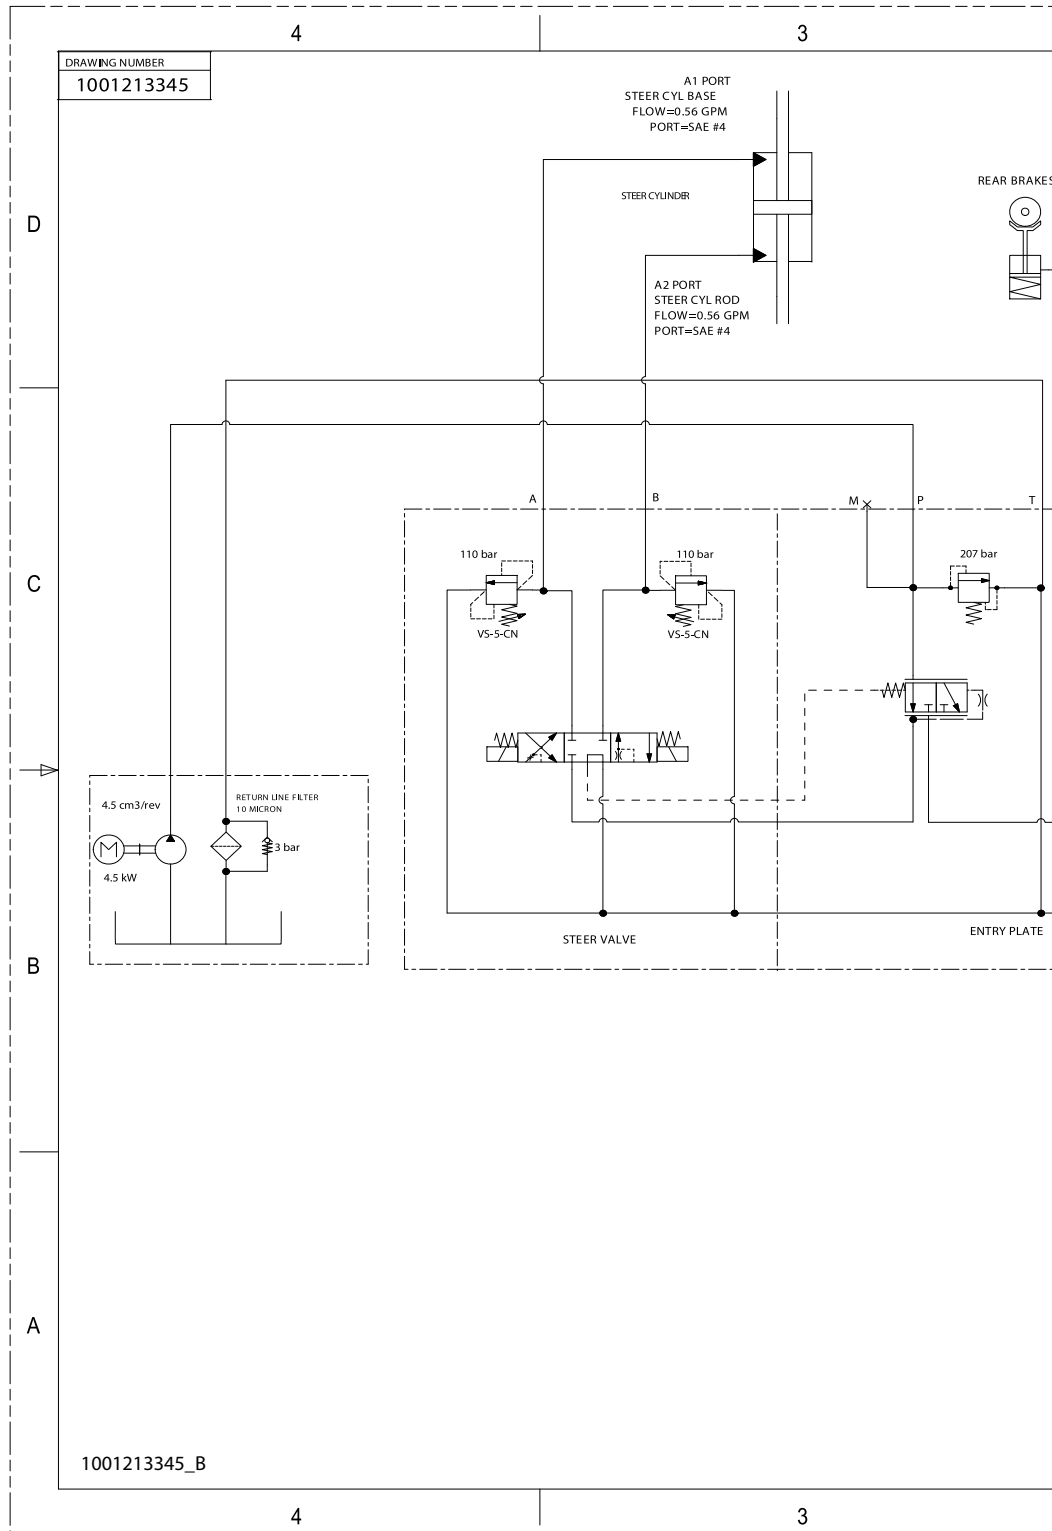 4
3
DRAWING NUMBER
1001213345
A1 PORT
STEER CYL BASE
FLOW=0.56 GPM
PORT=SAE #4
STEER CYLINDER
REAR BRAKES
D
A2 PORT
STEER CYL ROD
FLOW=0.56 GPM
PORT=SAE #4
A
B
M
P
T
110 bar
110 bar
207 bar
C
VS-5-CN
VS-5-CN
4.5 cm3/rev
RETURN LINE FILTER
10 MICRON
M
3 bar
4.5 kW
STEER VALVE
ENTRY PLATE
B
A
1001213345_B
4
3